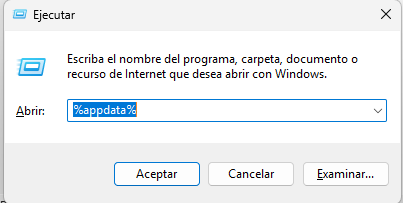 Ejecutar
Escriba el nombre del programa, carpeta, documento o
recurso de Internet que desea abrir con Windows.
Abrir: %appdata%
Aceptar Cancelar Examinar...